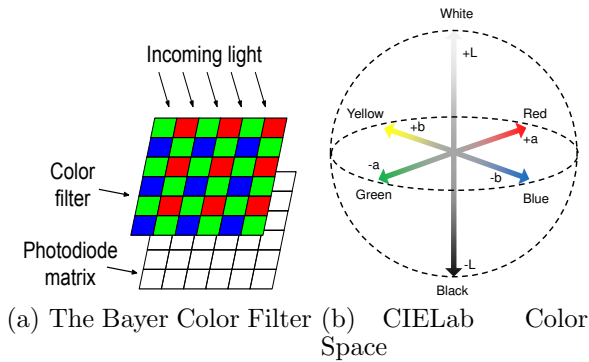 Incoming light
Color
filter
Photodiode
matrix
(a) The Bayer Color Filter
White
+L
Yellow
Red
+b
+a
-a
-b
Green
Blue
-L
Black
(b) CIELab Color
Space